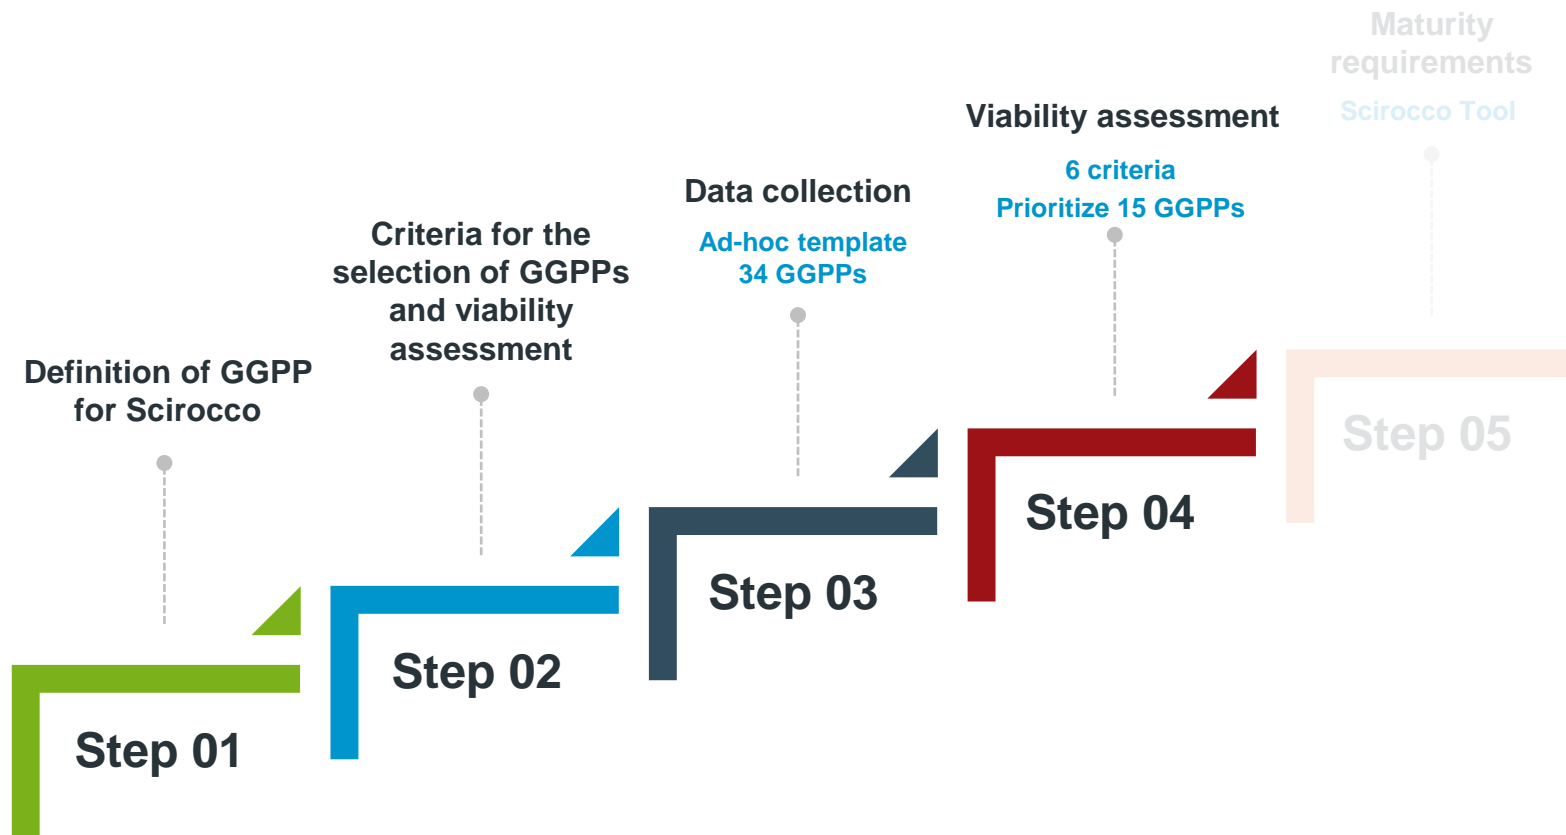 Definition of GGPP
for Scirocco
Step 01
Criteria for the
selection of GGPPs
and viability
assessment
Step 02
Data collection
Ad-hoc template
34 GGPPs
Step 03
Viability assessment
6 criteria
Prioritize 15 GGPPs
Step 04
Maturity
requirements
Scirocco Tool
Step 05